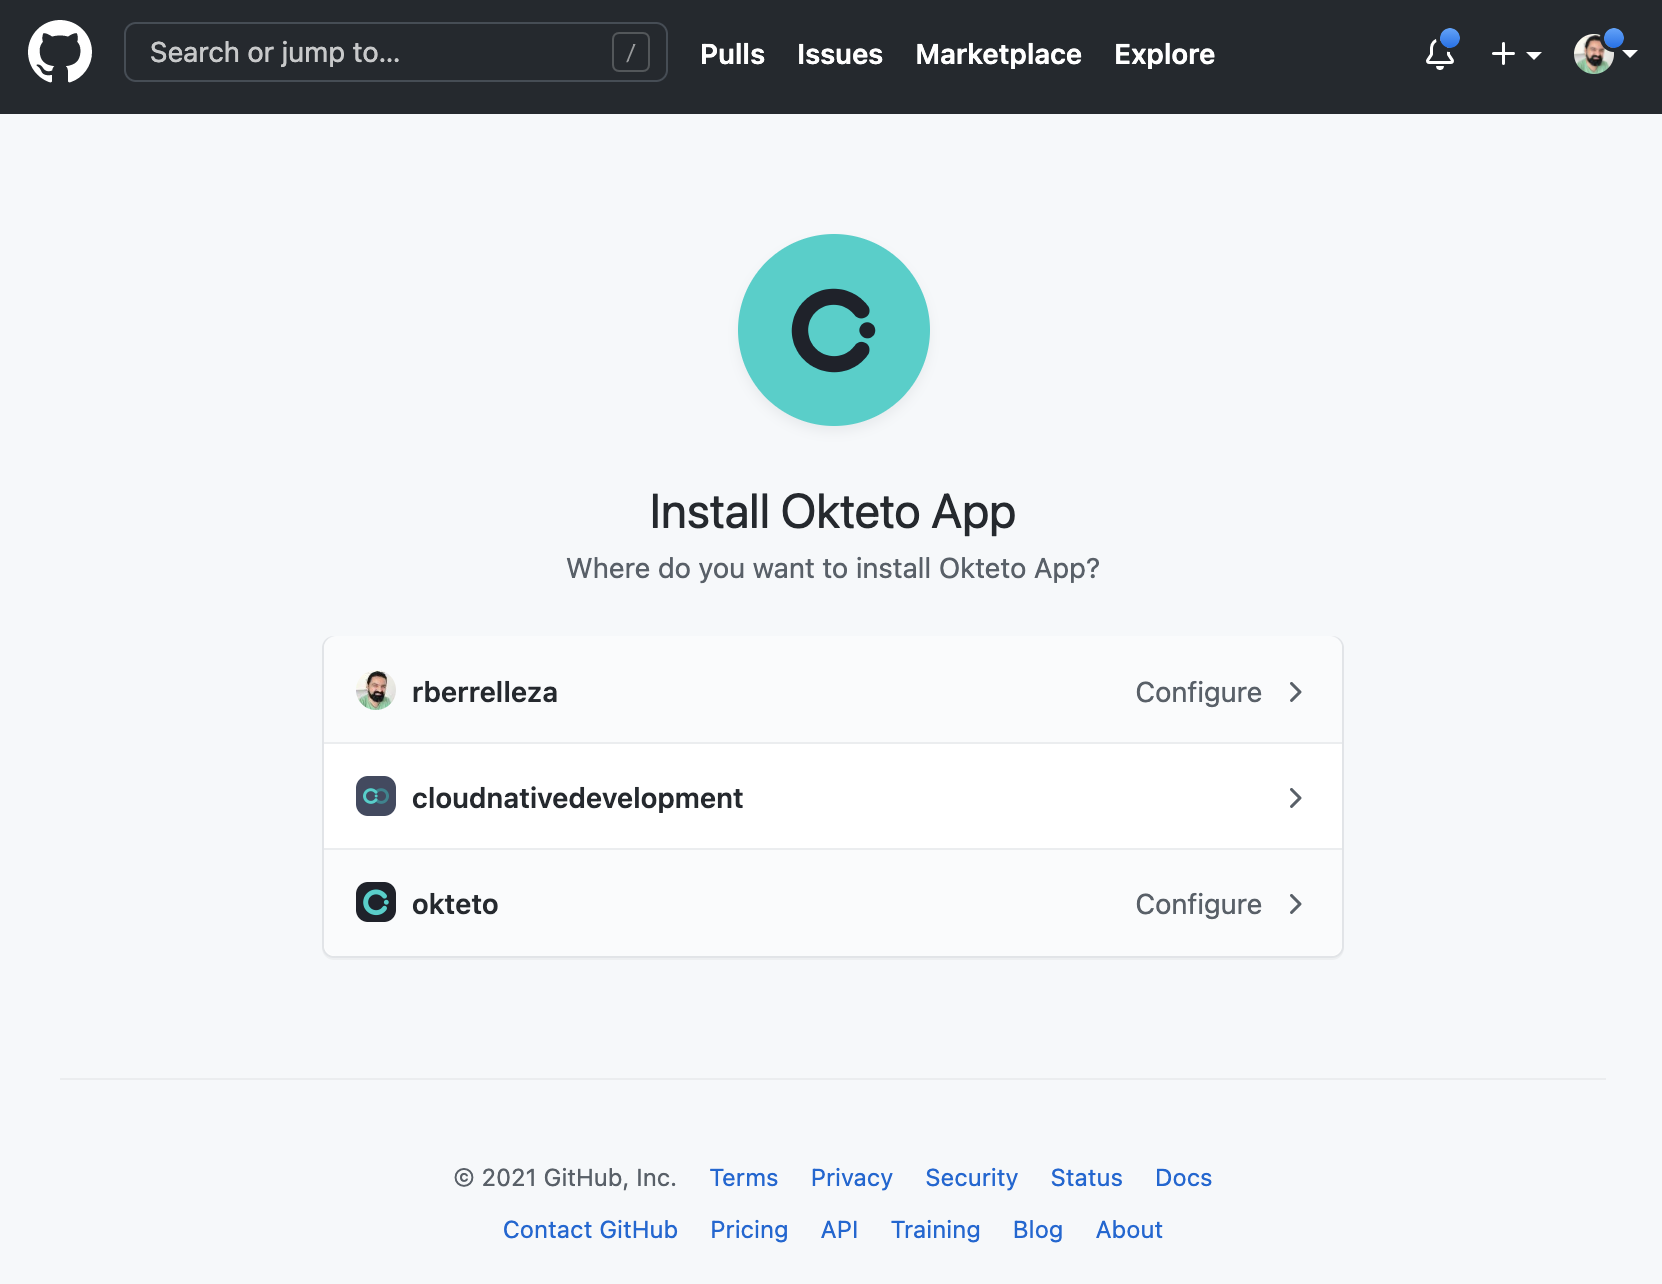 Search or jump to... /
Pulls Issues Marketplace Explore
Install Okteto App
Where do you want to install Okteto App?
rberrelleza Configure
cloudnativedevelopment
okteto Configure
© 2021 GitHub, Inc. Terms Privacy Security Status Docs
Contact GitHub Pricing API Training Blog About